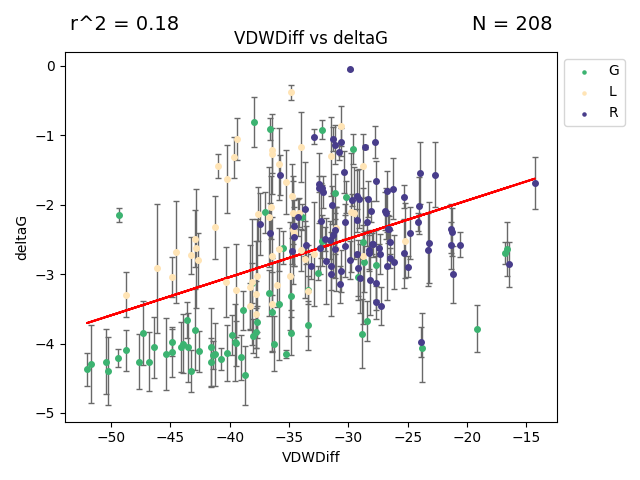 r^2 = 0.18
N = 208
VDWDiff vs deltaG
G
L
R
0
−1
−2
−3
−4
−5
deltaG
−50
−45
−40
−35
−30
−25
−20
−15
VDWDiff